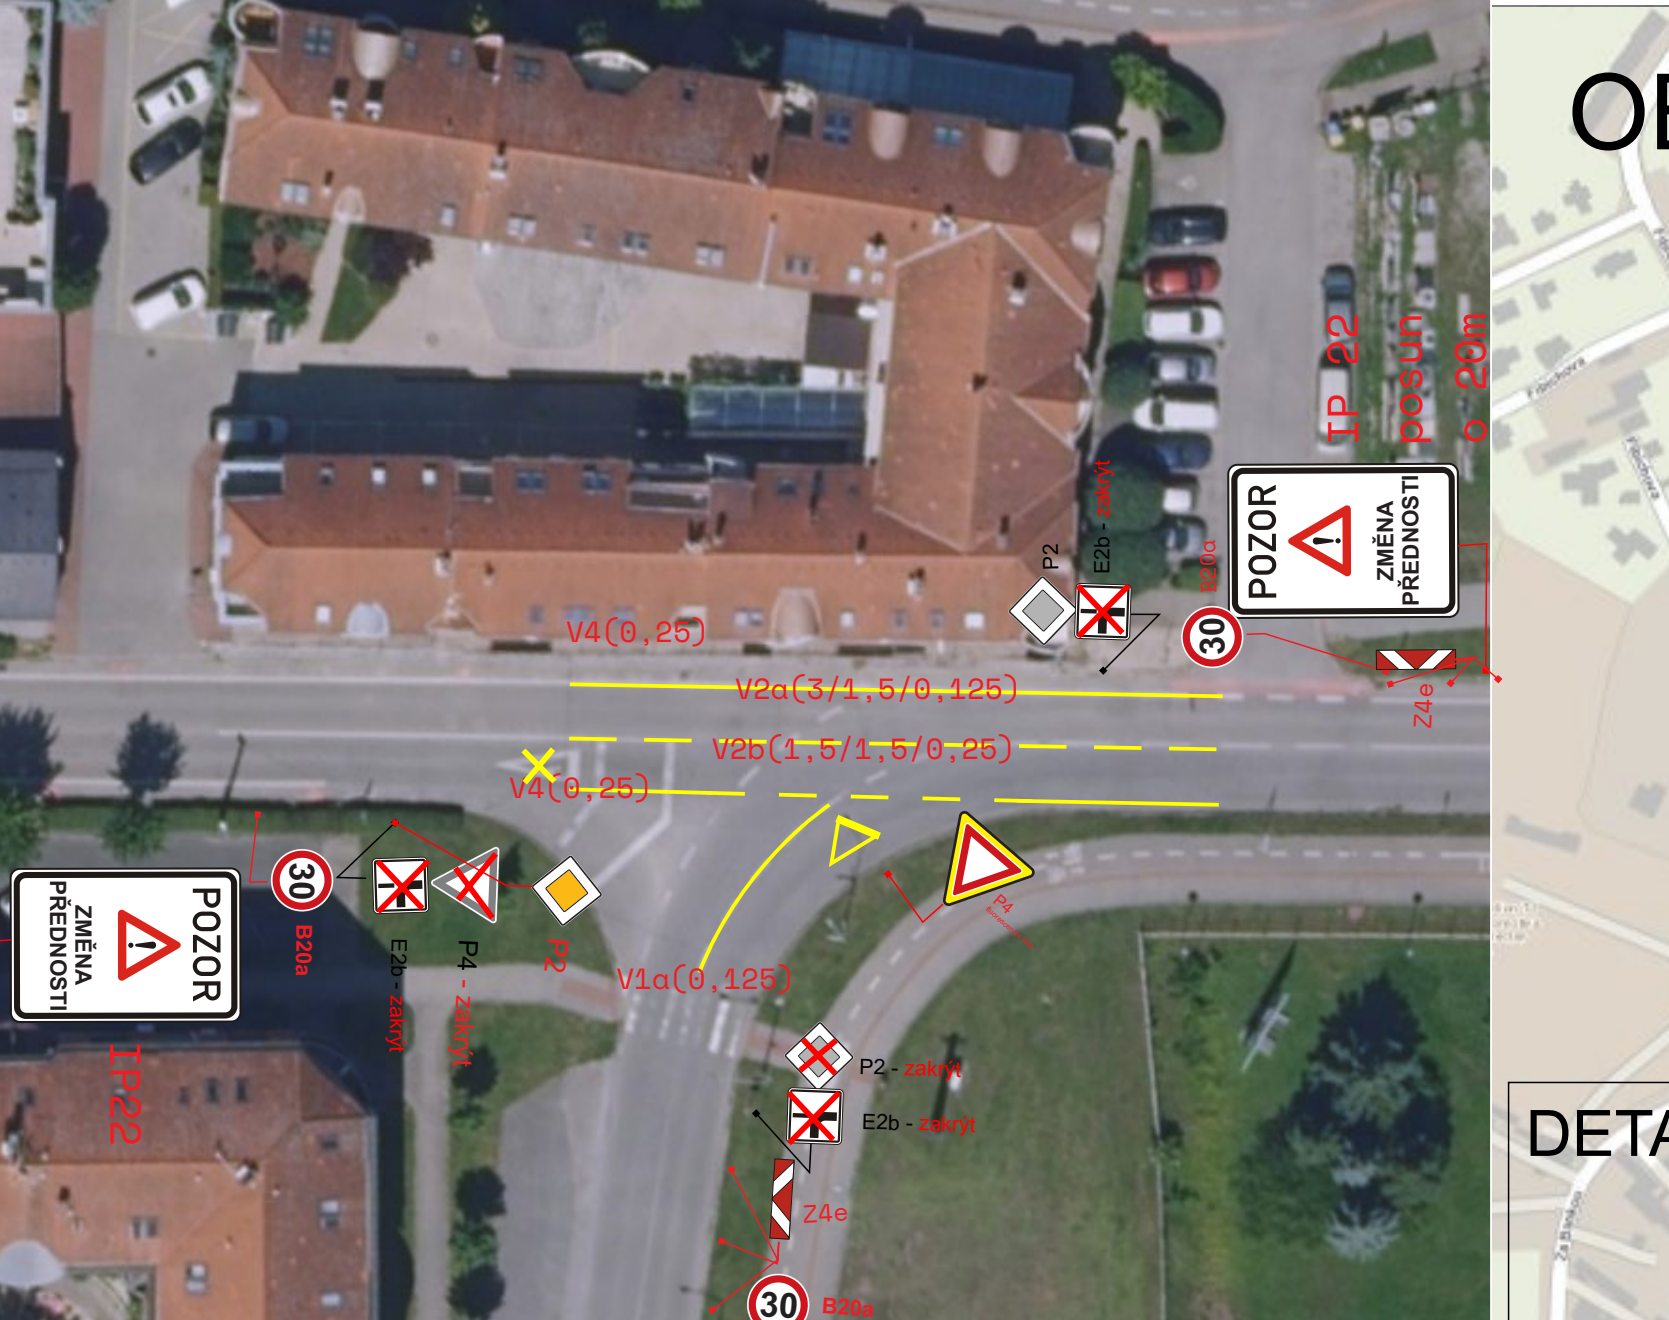 OB
IP 22
posun
o 20m
POZOR
ZMĚNA
PŘEDNOSTI
P2
E2b - zakrýt
B20a
30
Z4e
V4(0,25)
V2a(3/1,5/0,125)
V2b(1,5/1,5/0,25)
V4(0,25)
V1a(0,125)
30
B20a
E2b - zakrýt
P4 - zakrýt
P2
POZOR
ZMĚNA
PŘEDNOSTI
IP22
P4
P2 - zakrýt
E2b - zakrýt
Z4e
30
B20a
Fibichova
DETA